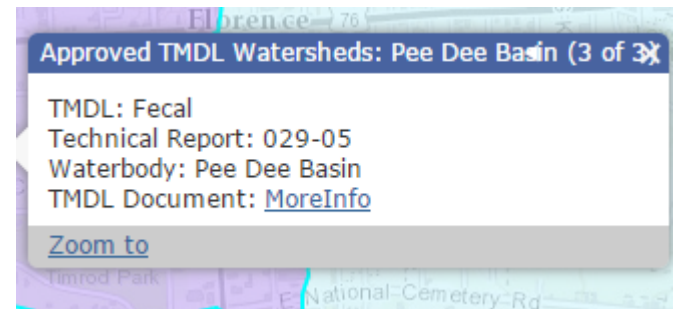 Florence
76
Approved TMDL Watersheds: Pee Dee Basin (3 of 3)
TMDL: Fecal
Technical Report: 029-05
Waterbody: Pee Dee Basin
TMDL Document: MoreInfo
Zoom to
Timrod Park
E National Cemetery Rd